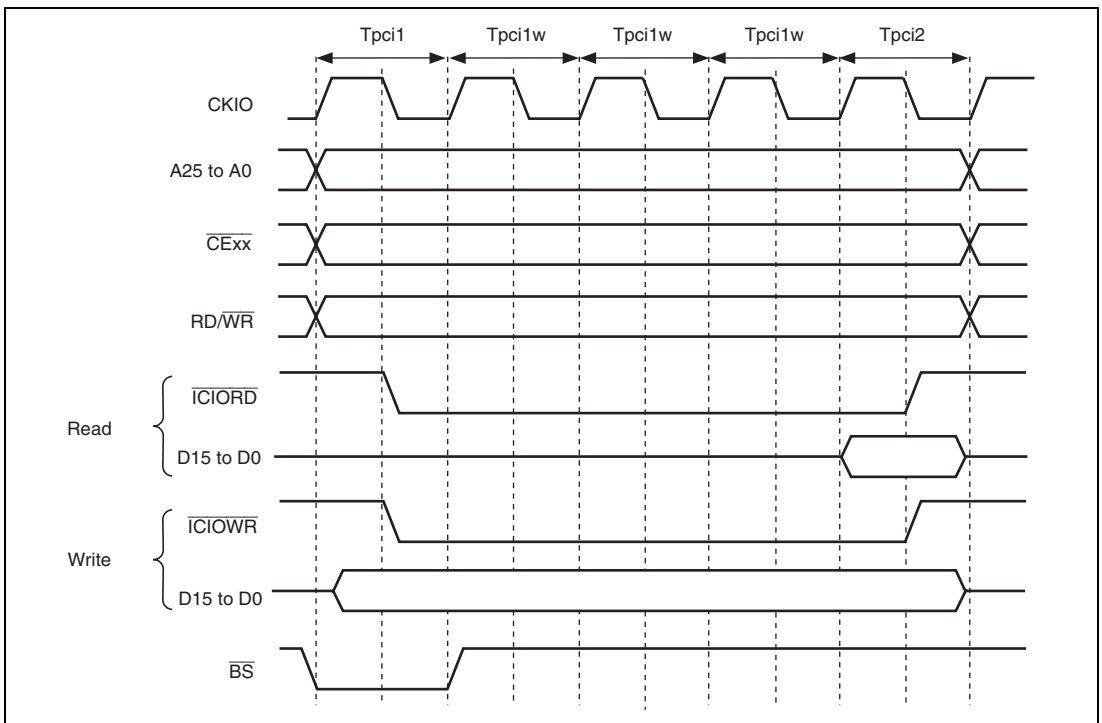 Tpci1 Tpci1w Tpci1w Tpci1w Tpci2
CKIO
A25 to A0
CExx
RD/WR
Read
ICIORD
D15 to D0
Write
ICIOWR
D15 to D0
BS